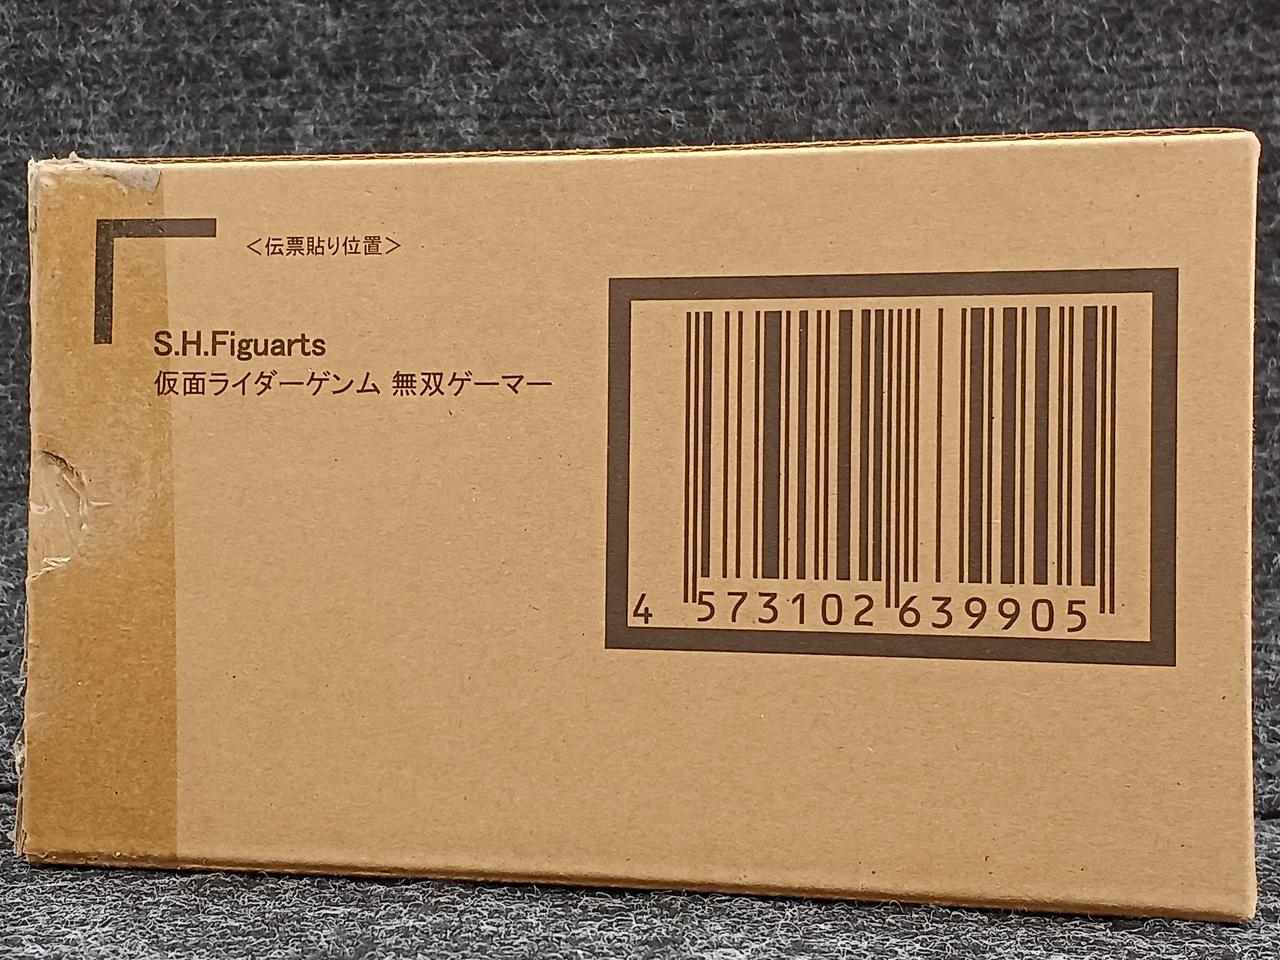 <伝票貼り位置>
S.H.Figuarts
仮面ライダーゲンム 無双ゲーマー
4 573102 639905